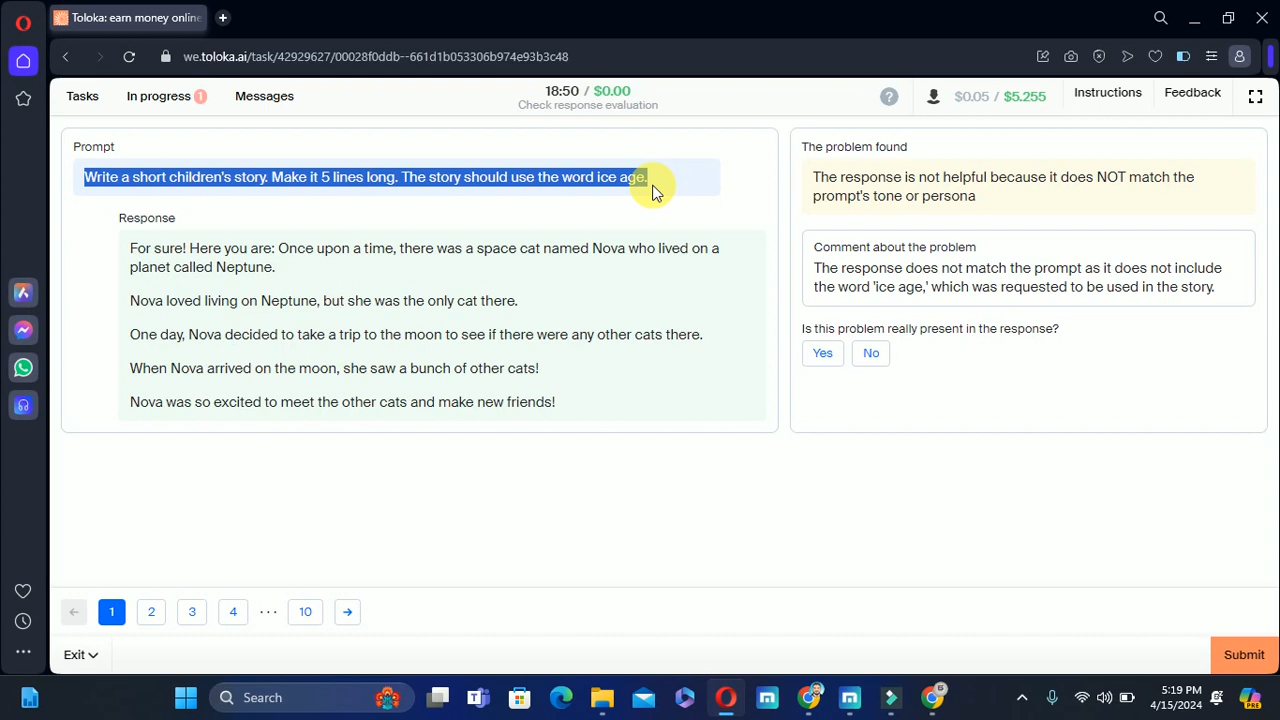 Toloka: earn money online
we.toloka.ai/task/42929627/00028f0ddb--661d1b053306b974e93b3c48
Tasks
In progress 1
Messages
18:50 / $0.00
Check response evaluation
$0.05 / $5.255
Instructions
Feedback
Prompt
Write a short children's story. Make it 5 lines long. The story should use the word ice age.
Response
For sure! Here you are: Once upon a time, there was a space cat named Nova who lived on a
planet called Neptune.
Nova loved living on Neptune, but she was the only cat there.
One day, Nova decided to take a trip to the moon to see if there were any other cats there.
When Nova arrived on the moon, she saw a bunch of other cats!
Nova was so excited to meet the other cats and make new friends!
The problem found
The response is not helpful because it does NOT match the
prompt's tone or persona
Comment about the problem
The response does not match the prompt as it does not include
the word 'ice age,' which was requested to be used in the story.
Is this problem really present in the response?
Yes No
1 2 3 4 ... 10
Exit
Submit
Search
5
5:19 PM
4/15/2024
PRE